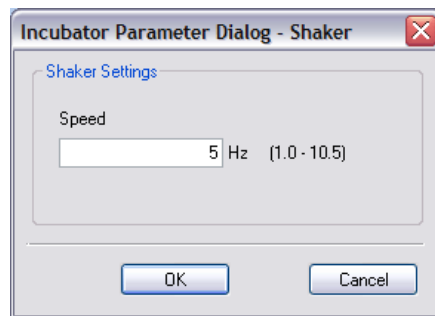 Incubator Parameter Dialog - Shaker
Shaker Settings
Speed
5 Hz (1.0 - 10.5)
OK Cancel